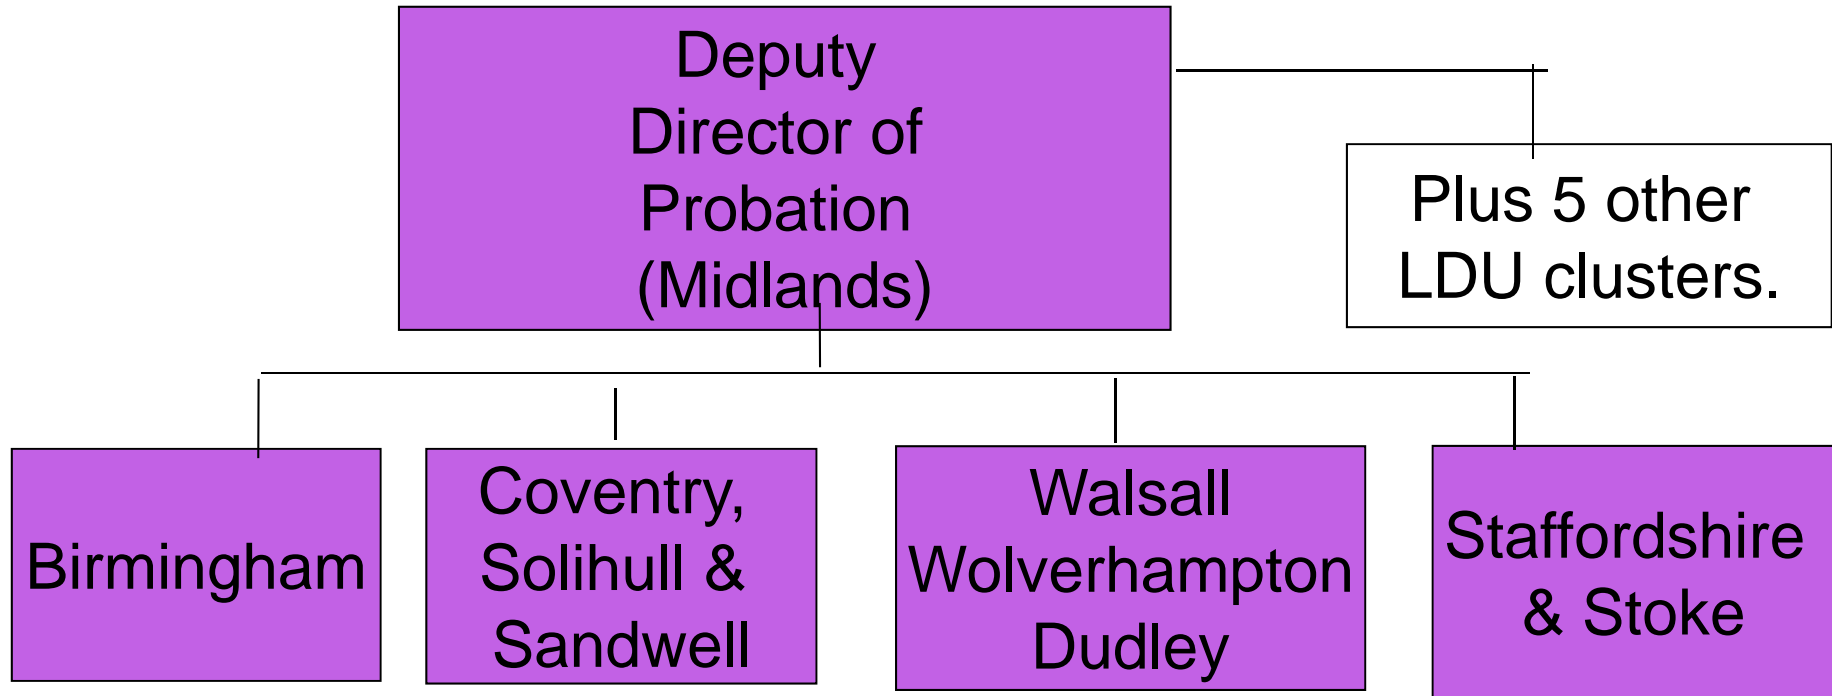 Deputy
Director of
Probation
(Midlands)
Plus 5 other
LDU clusters.
Birmingham
Coventry,
Solihull &
Sandwell
Walsall
Wolverhampton
Dudley
Staffordshire
& Stoke